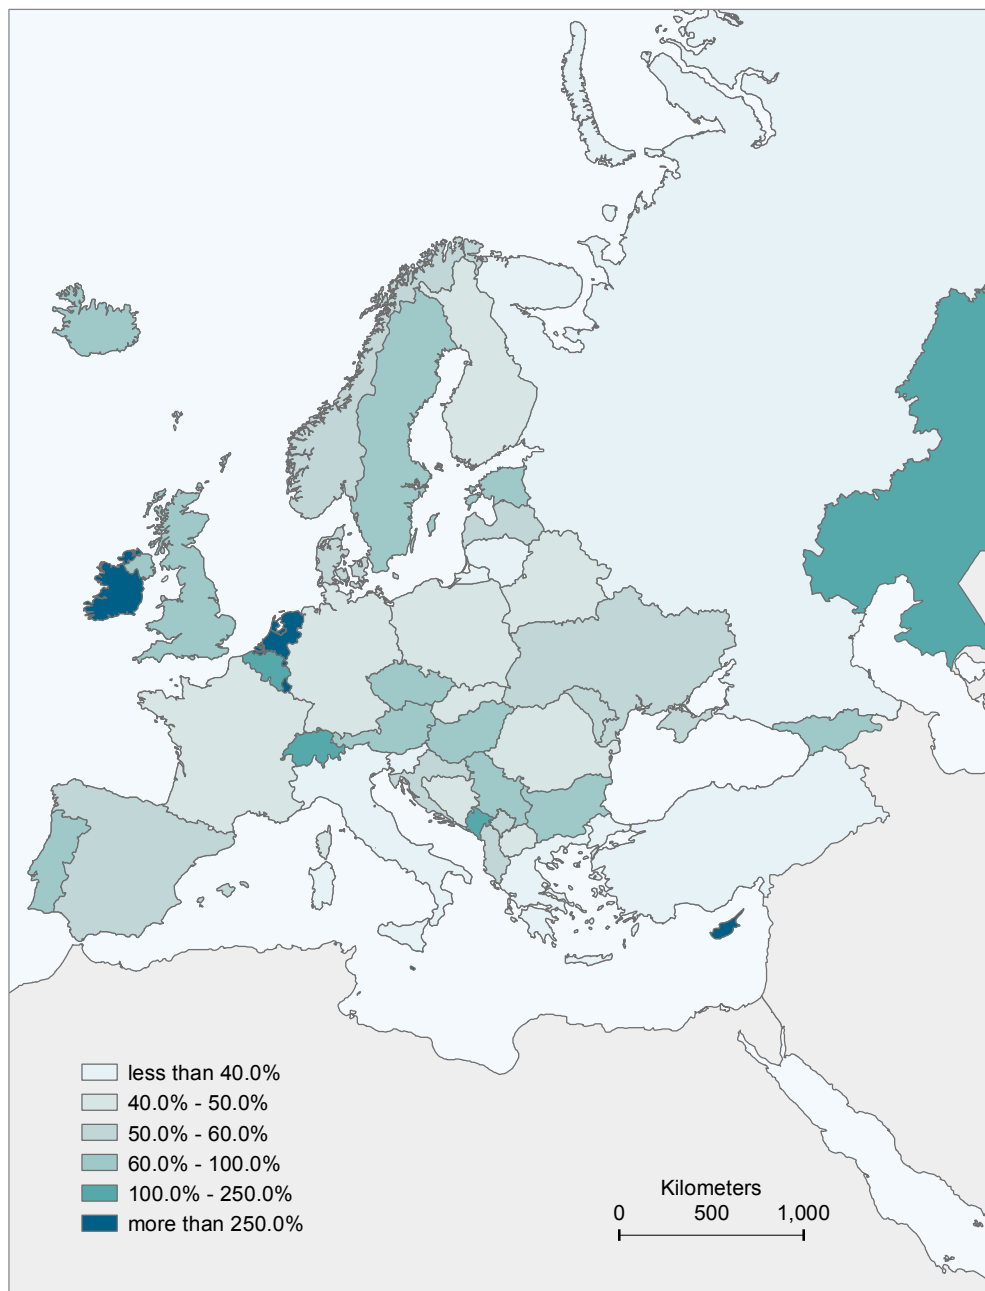 less than 40.0%
40.0% - 50.0%
50.0% - 60.0%
60.0% - 100.0%
100.0% - 250.0%
more than 250.0%
Kilometers
0 500 1,000